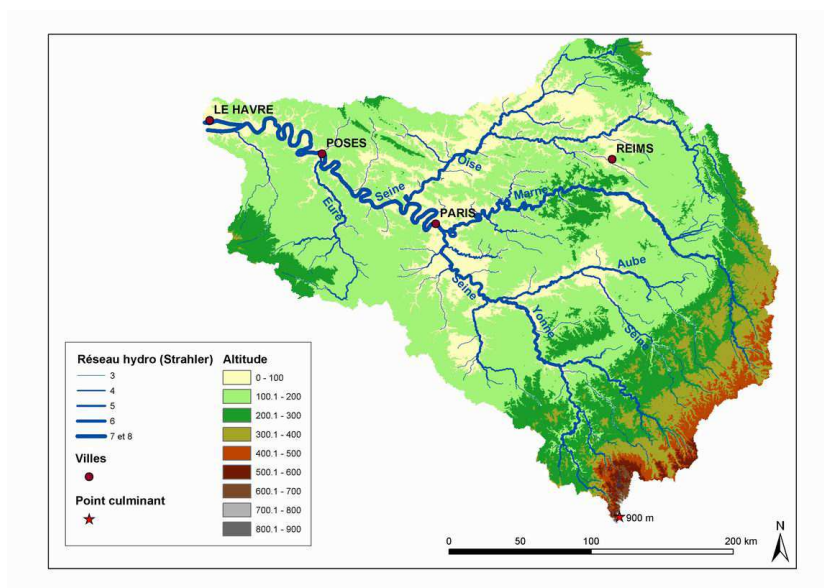 LE HAVRE
POSES
REIMS
Oise
Seine
Marne
Eure
PARIS
Aube
Seine
Yonne
Seine
Réseau hydro (Strahler)
3
4
5
6
7 et 8
Villes
Point culminant
Altitude
0 - 100
100.1 - 200
200.1 - 300
300.1 - 400
400.1 - 500
500.1 - 600
600.1 - 700
700.1 - 800
800.1 - 900
900 m
N
0 50 100 200 km